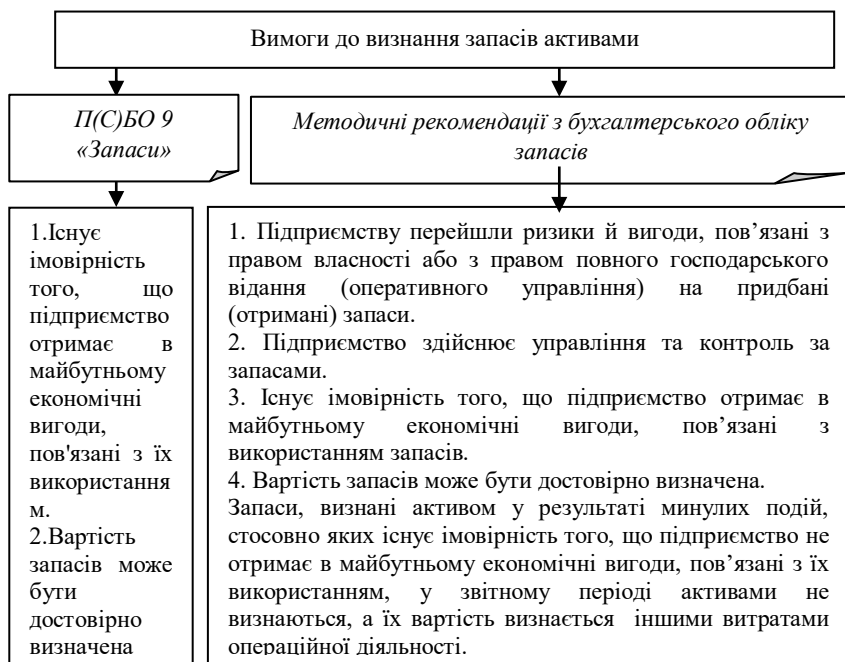 Вимоги до визнання запасів активами
П(С)БО 9
«Запаси»
Методичні рекомендації з бухгалтерського обліку
запасів
1.Існує
імовірність
того, що
підприємство
отримає в
майбутньому
економічні
вигоди,
пов'язані з їх
використання
м.
2.Вартість
запасів може
бути
достовірно
визначена
1. Підприємству перейшли ризики й вигоди, пов’язані з
правом власності або з правом повного господарського
відання (оперативного управління) на придбані
(отримані) запаси.
2. Підприємство здійснює управління та контроль за
запасами.
3. Існує імовірність того, що підприємство отримає в
майбутньому економічні вигоди, пов’язані з
використанням запасів.
4. Вартість запасів може бути достовірно визначена.
Запаси, визнані активом у результаті минулих подій,
стосовно яких існує імовірність того, що підприємство не
отримає в майбутньому економічні вигоди, пов’язані з їх
використанням, у звітному періоді активами не
визнаються, а їх вартість визнається іншими витратами
операційної діяльності.